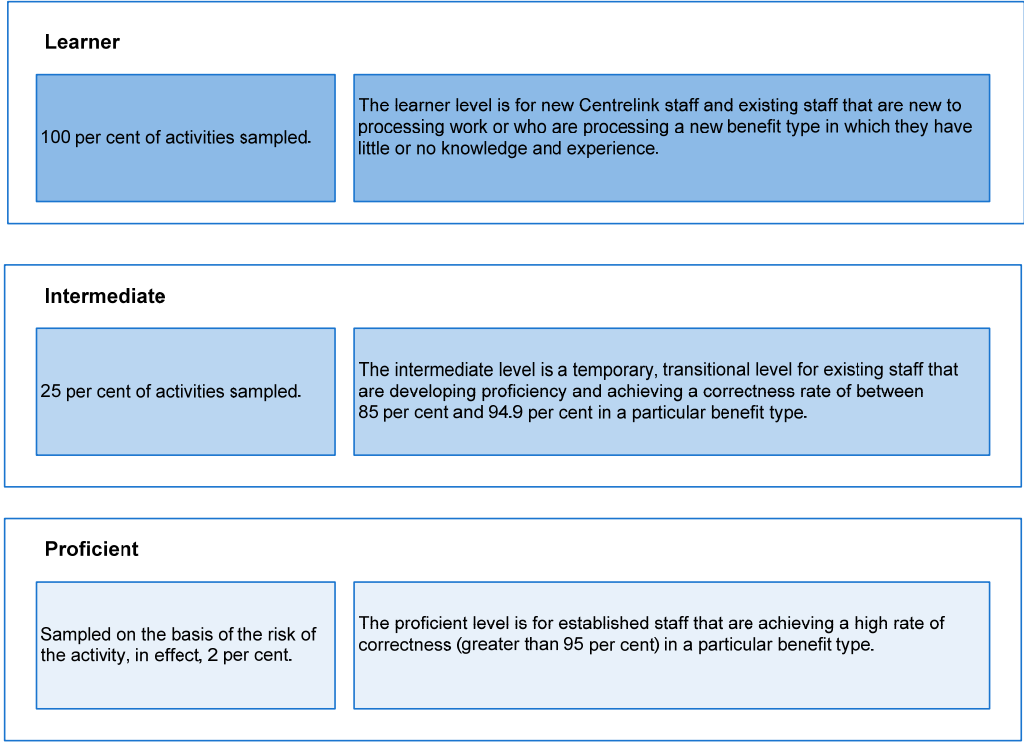 Learner
100 per cent of activities sampled.
The learner level is for new Centrelink staff and existing staff that are new to
processing work or who are processing a new benefit type in which they have
little or no knowledge and experience.
Intermediate
25 per cent of activities sampled.
The intermediate level is a temporary, transitional level for existing staff that
are developing proficiency and achieving a correctness rate of between
85 per cent and 94.9 per cent in a particular benefit type.
Proficient
Sampled on the basis of the risk of
the activity, in effect, 2 per cent.
The proficient level is for established staff that are achieving a high rate of
correctness (greater than 95 per cent) in a particular benefit type.